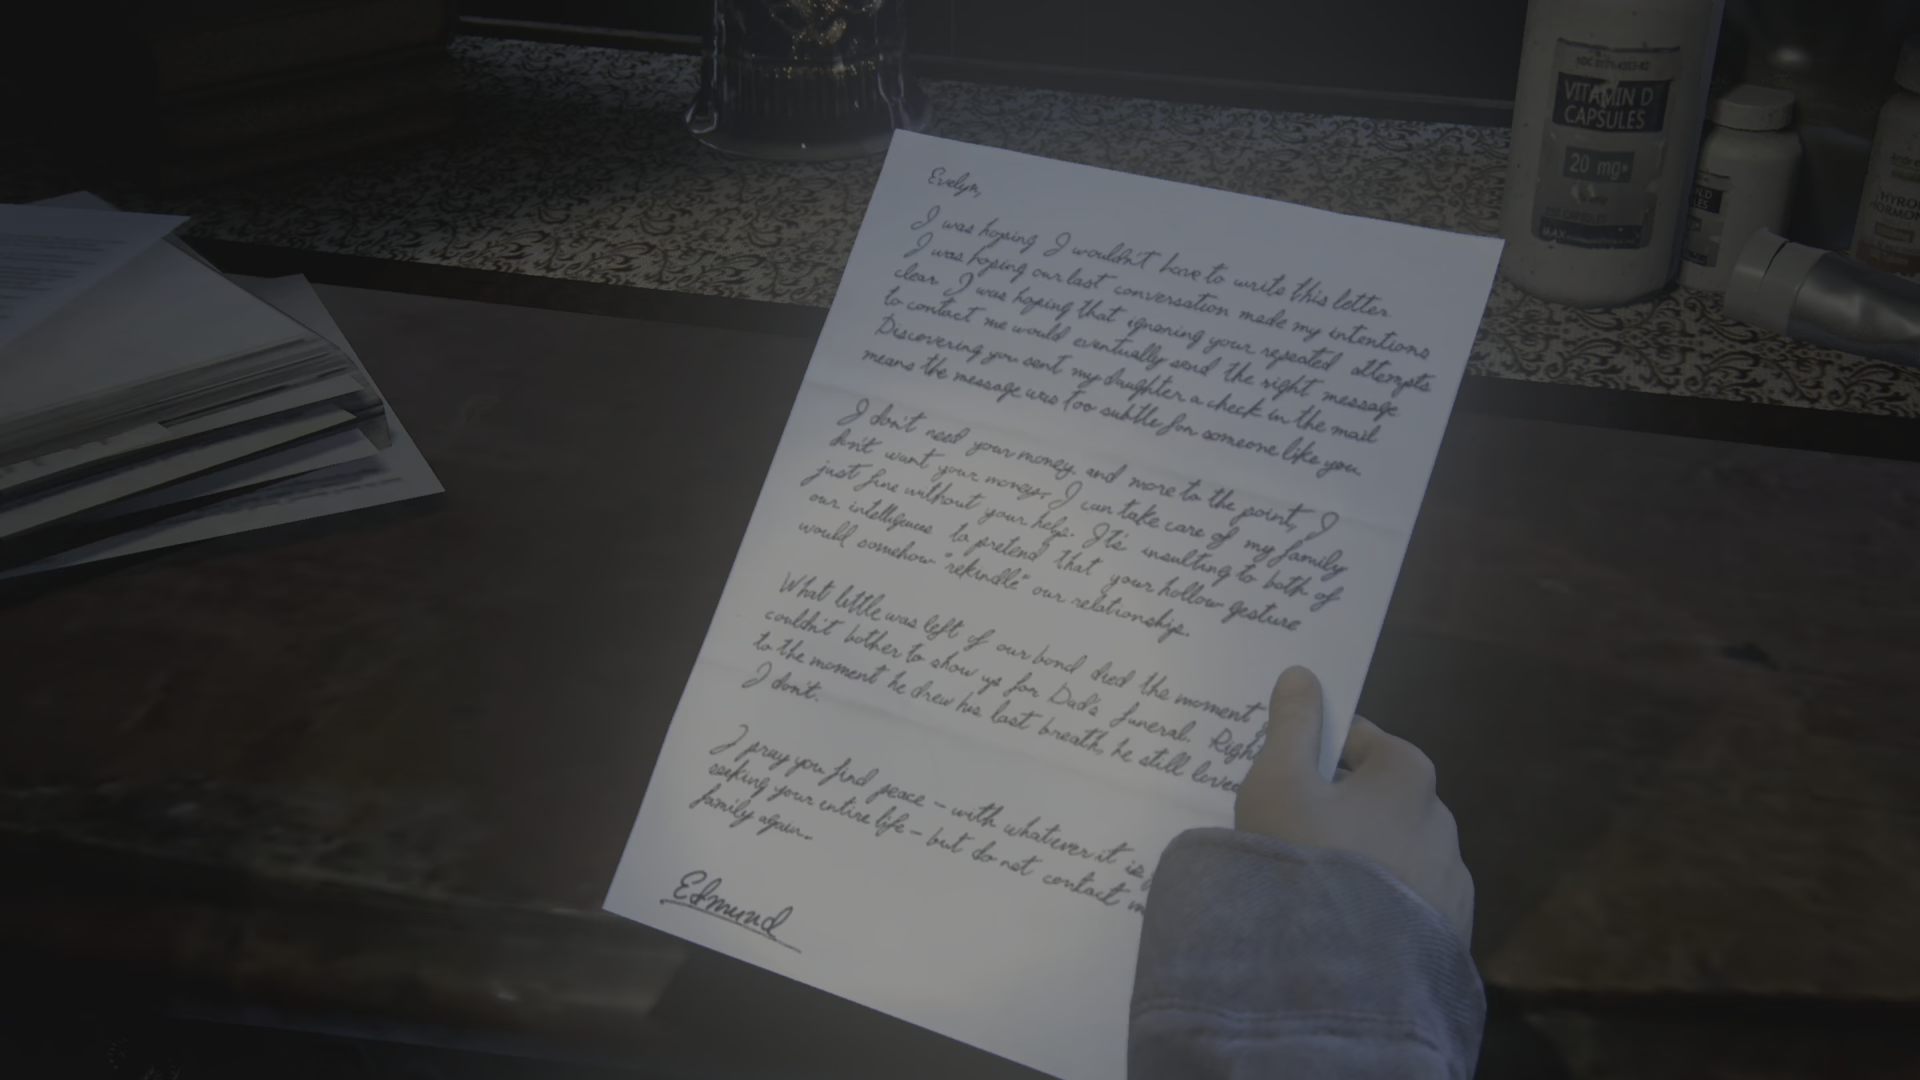 Evelyn,
I was hoping I wouldn't have to write this letter.
I was hoping our last conversation made my intentions
clear. I was hoping that ignoring your repeated attempts
to contact me would eventually send the right message
Discovering you sent my daughter a check in the mail
means the message was too subtle for someone like you.
I don't need your money, and more to the point, I
don't want your money. I can take care of my family
just fine without your help. It's insulting to both of
our intelligences to pretend that your hollow gesture
would somehow "rekindle" our relationship.
What little was left of our bond died the moment
couldn't bother to show up for Dad's funeral. Right
to the moment he drew his last breath, he still loved
I don't.
I pray you find peace – with whatever it is
seeking your entire life – but do not contact
family again.
Edmund
VITAMIN D
CAPSULES
20 mg*
MAX